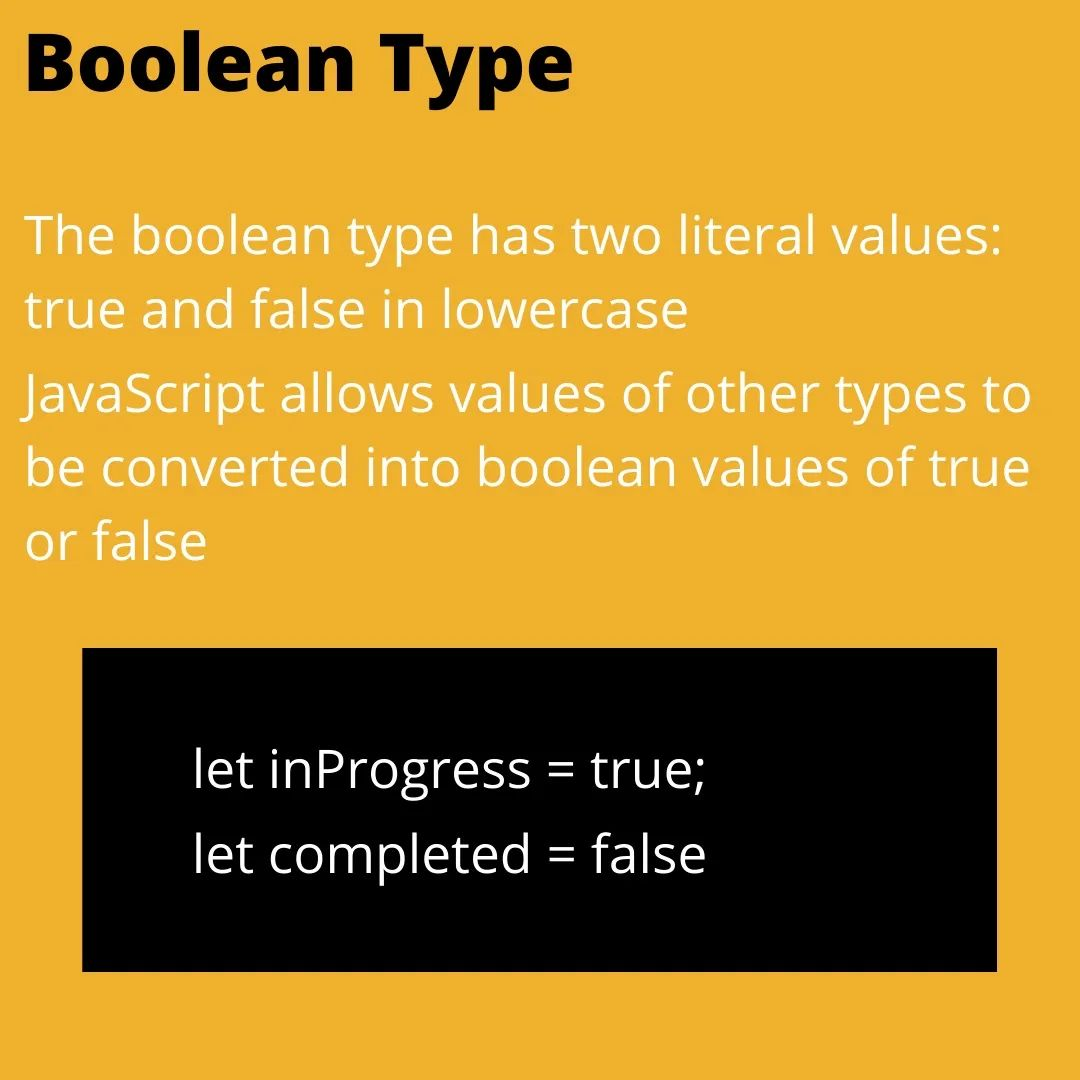 Boolean Type
The boolean type has two literal values:
true and false in lowercase
JavaScript allows values of other types to
be converted into boolean values of true
or false
let inProgress = true;
let completed = false